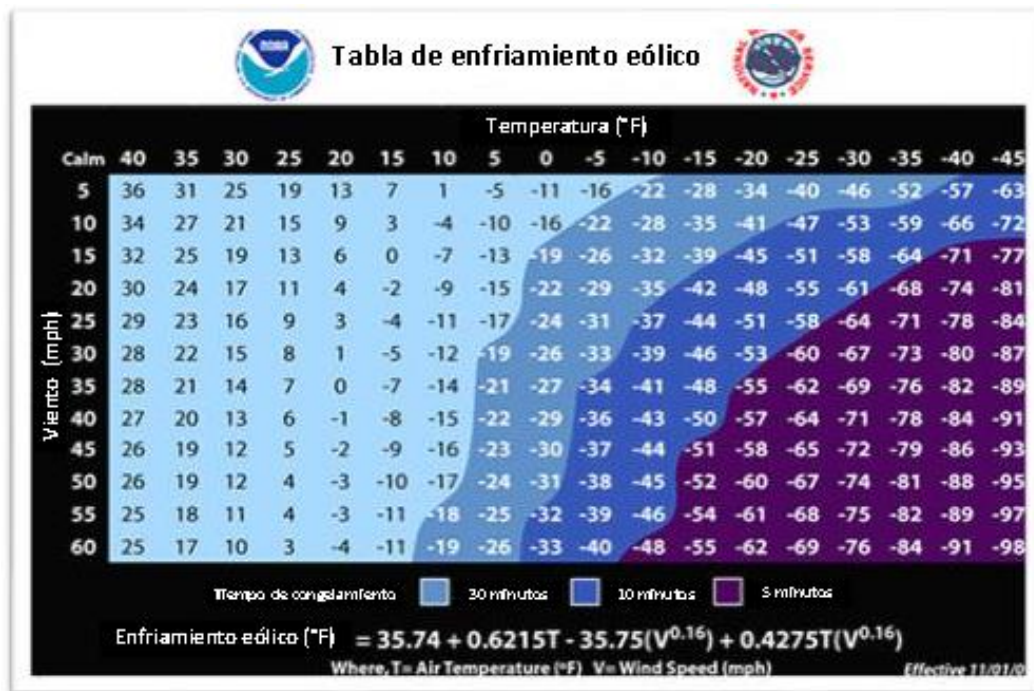 Tabla de enfriamiento eólico
Temperatura (°F)
Calm 40 35 30 25 20 15 10 5 0 -5 -10 -15 -20 -25 -30 -35 -40 -45
Viento (mph)
5 36 31 25 19 13 7 1 -5 -11 -16 -22 -28 -34 -40 -46 -52 -57 -63
10 34 27 21 15 9 3 -4 -10 -16 -22 -28 -35 -41 -47 -53 -59 -66 -72
15 32 25 19 13 6 0 -7 -13 -19 -26 -32 -39 -45 -51 -58 -64 -71 -77
20 30 24 17 11 4 -2 -9 -15 -22 -29 -35 -42 -48 -55 -61 -68 -74 -81
25 29 23 16 9 3 -4 -11 -17 -24 -31 -37 -44 -51 -58 -64 -71 -78 -84
30 28 22 15 8 1 -5 -12 -19 -26 -33 -39 -46 -53 -60 -67 -73 -80 -87
35 28 21 14 7 0 -7 -14 -21 -27 -34 -41 -48 -55 -62 -69 -76 -82 -89
40 27 20 13 6 -1 -8 -15 -22 -29 -36 -43 -50 -57 -64 -71 -78 -84 -91
45 26 19 12 5 -2 -9 -16 -23 -30 -37 -44 -51 -58 -65 -72 -79 -86 -93
50 26 19 12 4 -3 -10 -17 -24 -31 -38 -45 -52 -60 -67 -74 -81 -88 -95
55 25 18 11 4 -3 -11 -18 -25 -32 -39 -46 -54 -61 -68 -75 -82 -89 -97
60 25 17 10 3 -4 -11 -19 -26 -33 -40 -48 -55 -62 -69 -76 -84 -91 -98
Tiempo de congelamiento 30 minutos 10 minutos 5 minutos
Enfriamiento eólico (°F) = 35.74 + 0.6215T - 35.75(V^0.16) + 0.4275T(V^0.16)
Where, T= Air Temperature (°F) V= Wind Speed (mph) Effective 11/01/0